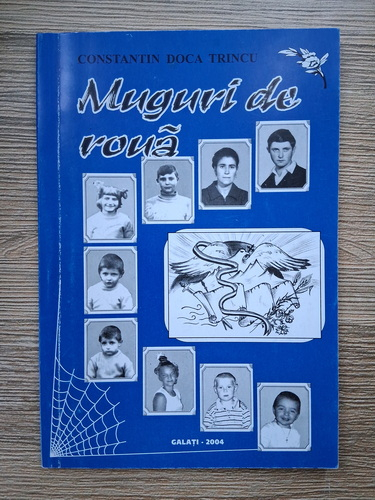 CONSTANTIN DOCA TRINCU
Muguri de
rouă
GALAȚI - 2004